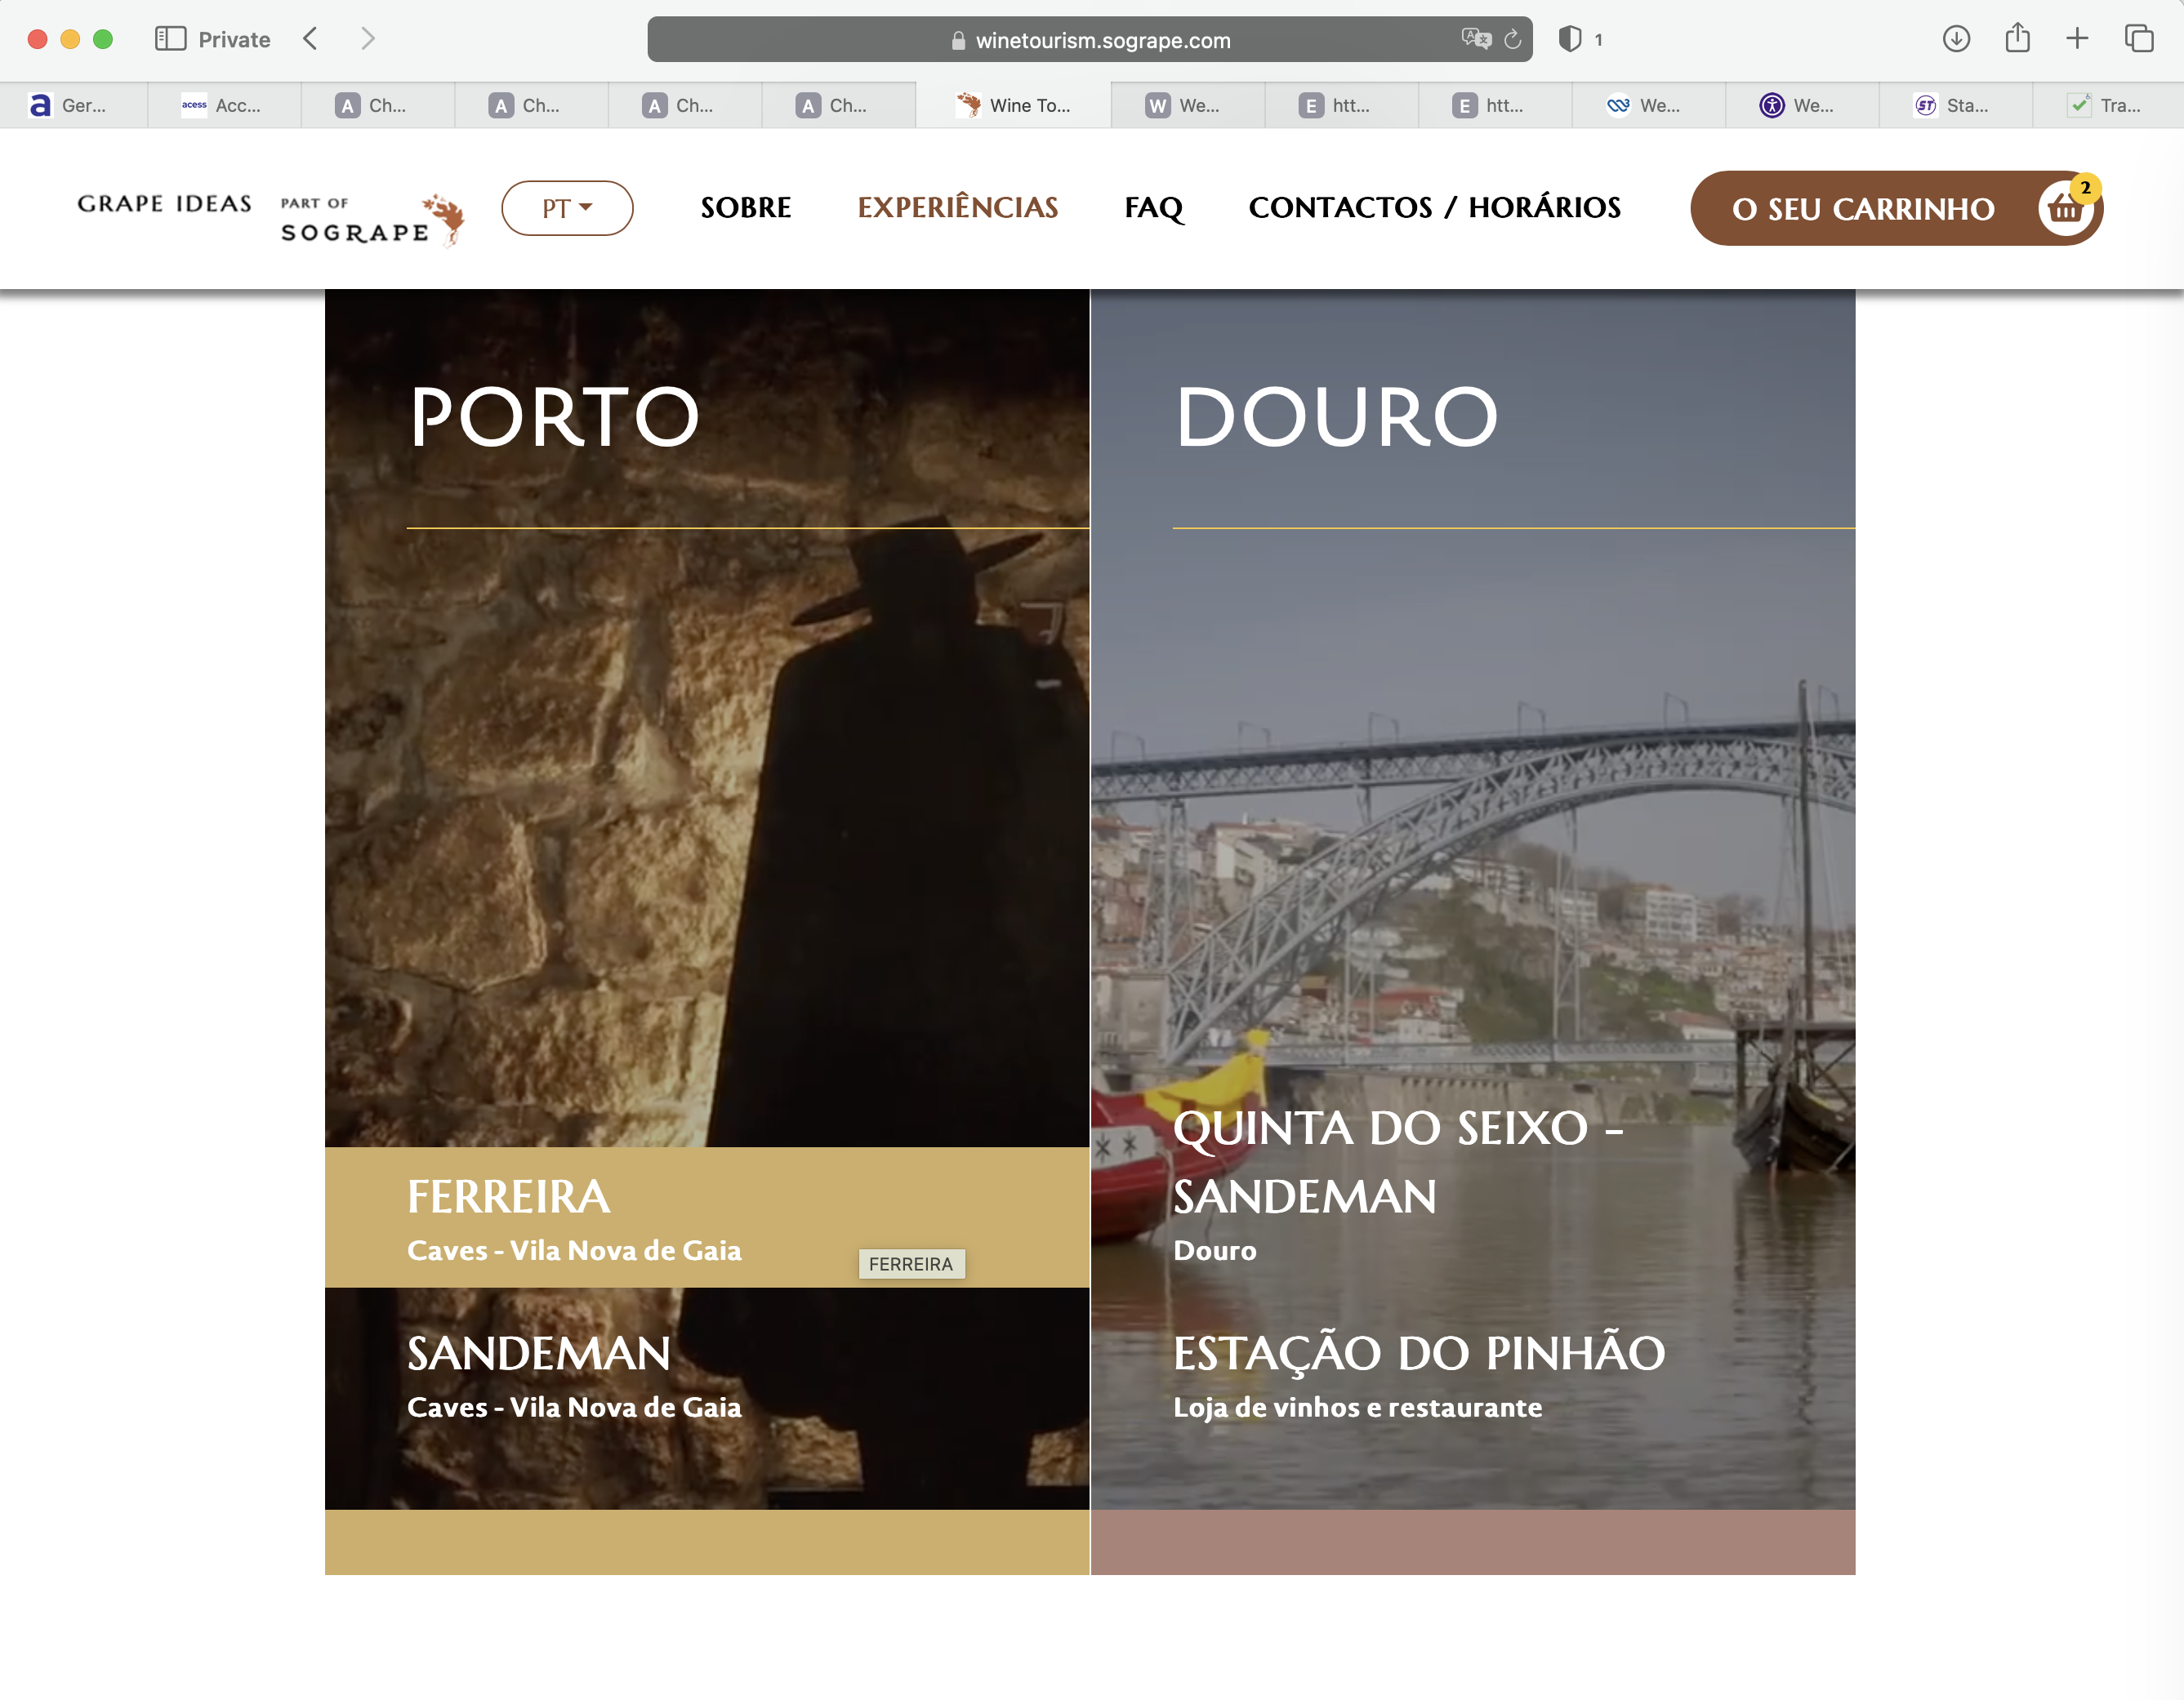 Private
winetourism.sogrape.com
1
a Ger...
acess Acc...
A Ch...
A Ch...
A Ch...
A Ch...
Wine To...
W We...
E htt...
E htt...
We...
We...
ST Sta...
Tra...
GRAPE IDEAS
PART OF
SOGRAPE
PT
SOBRE
EXPERIÊNCIAS
FAQ
CONTACTOS / HORÁRIOS
O SEU CARRINHO
2
PORTO
FERREIRA
Caves - Vila Nova de Gaia
FERREIRA
SANDEMAN
Caves - Vila Nova de Gaia
DOURO
QUINTA DO SEIXO -
SANDEMAN
Douro
ESTAÇÃO DO PINHÃO
Loja de vinhos e restaurante